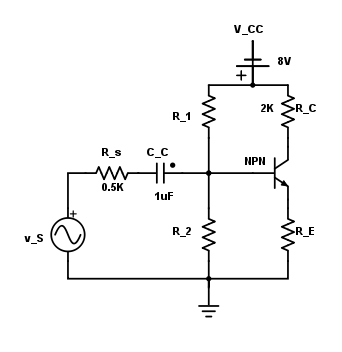 V_CC
8V
+
R_1
2K R_C
R_s
C_C
NPN
0.5K
1uF
+
v_S
R_2
R_E